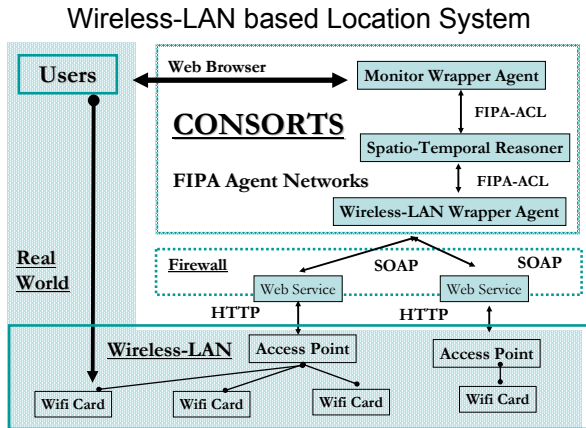 Wireless-LAN based Location System
Users
Web Browser
Monitor Wrapper Agent
FIPA-ACL
CONSORTS
Spatio-Temporal Reasoner
FIPA Agent Networks
FIPA-ACL
Wireless-LAN Wrapper Agent
Real
World
Firewall
SOAP
SOAP
Web Service
Web Service
HTTP
HTTP
Wireless-LAN
Access Point
Access Point
Wifi Card
Wifi Card
Wifi Card
Wifi Card